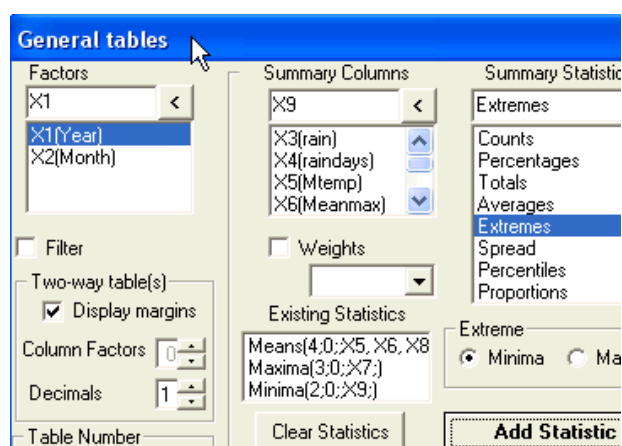 General tables
Factors
X1
<
X1(Year)
X2(Month)
Filter
Two-way table(s)
Display margins
Column Factors 0
Decimals 1
Table Number
Summary Columns
X9
<
X3(rain)
X4(raindays)
X5(Mtemp)
X6(Meanmax)
Weights
Existing Statistics
Means(4;0;;X5, X6, X8
Maxima(3;0;;X7;)
Minima(2;0;;X9;)
Clear Statistics
Summary Statistic
Extremes
Counts
Percentages
Totals
Averages
Extremes
Spread
Percentiles
Proportions
Extreme
Minima Ma
Add Statistic